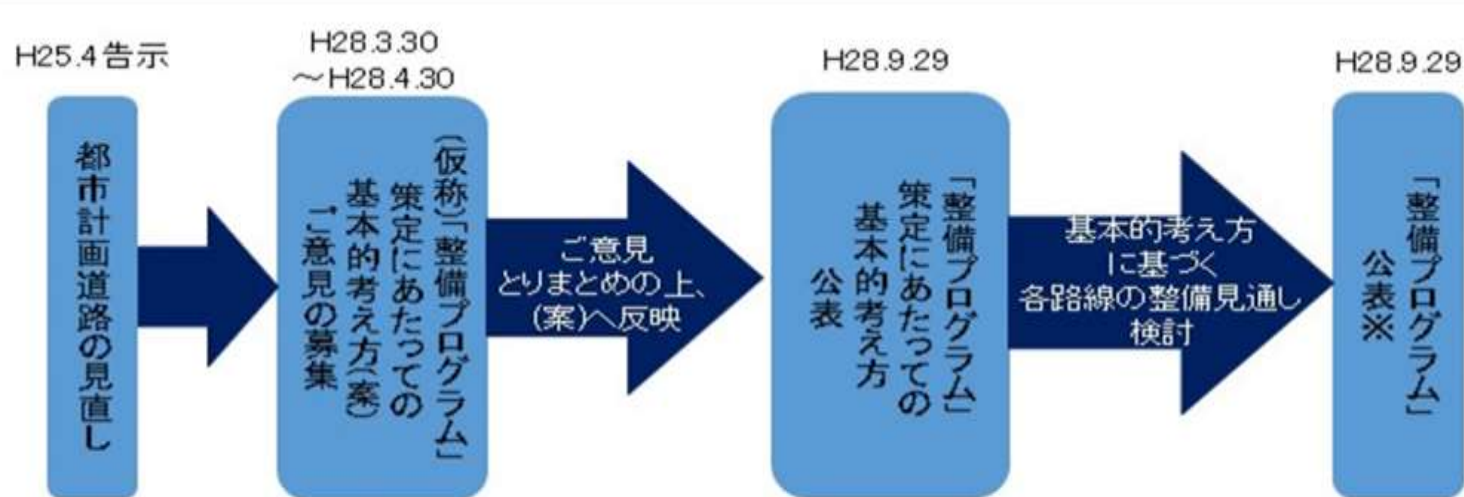 H25.4告示
都市計画道路の見直し
H28.3.30
～H28.4.30
(仮称)「整備プログラム」
策定にあたっての
基本的考え方(案)
ご意見の募集
ご意見
とりまとめの上、
(案)へ反映
H28.9.29
「整備プログラム」
策定にあたっての
基本的考え方
公表
基本的考え方
に基づく
各路線の整備見通し
検討
H28.9.29
「整備プログラム」
公表※